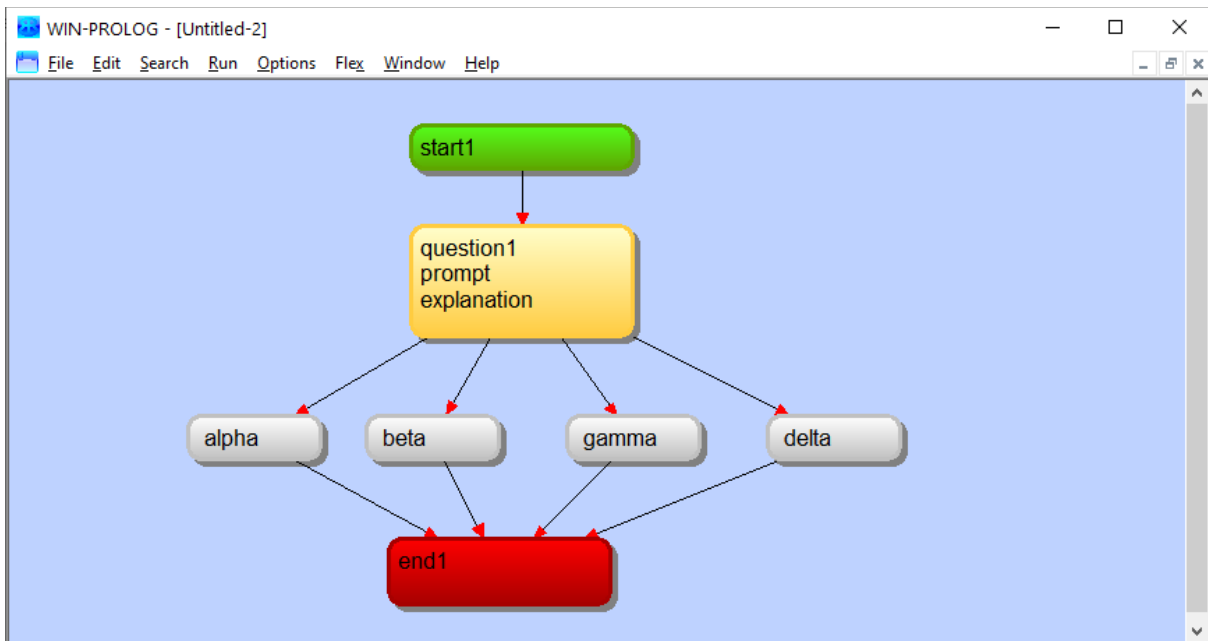 WIN-PROLOG - [Untitled-2]
File Edit Search Run Options Flex Window Help
start1
question1
prompt
explanation
alpha beta gamma delta
end1